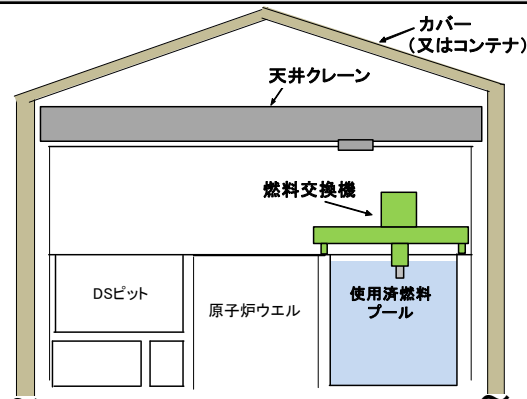 カバー
(又はコンテナ)
天井クレーン
燃料交換機
DSピット
原子炉ウエル
使用済燃料
プール